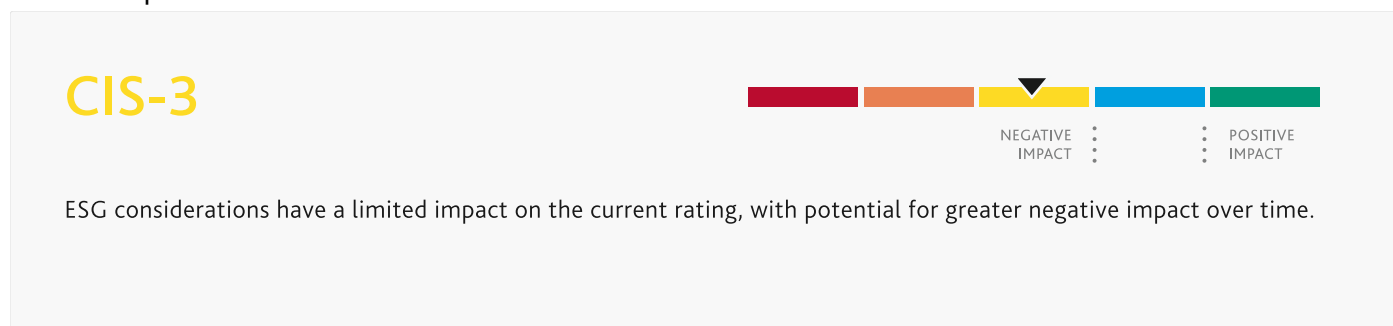 CIS-3
NEGATIVE
IMPACT
POSITIVE
IMPACT
ESG considerations have a limited impact on the current rating, with potential for greater negative impact over time.